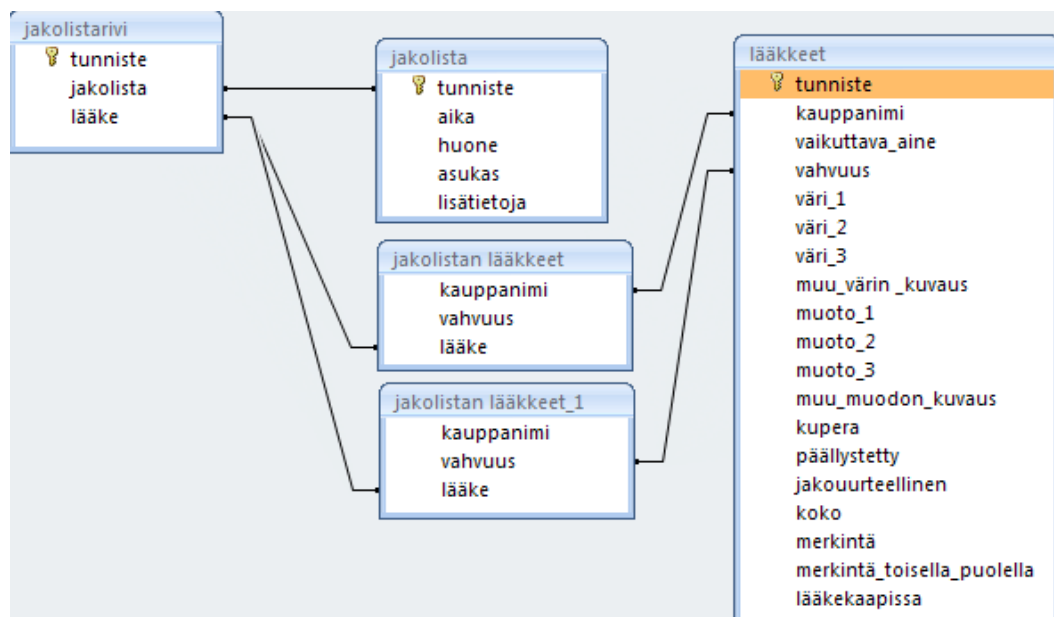 jakolistarivi
tunniste
jakolista
lääke
jakolista
tunniste
aika
huone
asukas
lisätietoja
jakolistan lääkkeet
kauppanimi
vahvuus
lääke
jakolistan lääkkeet_1
kauppanimi
vahvuus
lääke
lääkkeet
tunniste
kauppanimi
vaikuttava_aine
vahvuus
väri_1
väri_2
väri_3
muu_värin _kuvaus
muoto_1
muoto_2
muoto_3
muu_muodon_kuvaus
kupera
päällystetty
jakouurteellinen
koko
merkintä
merkintä_toisella_puolella
lääkekaapissa